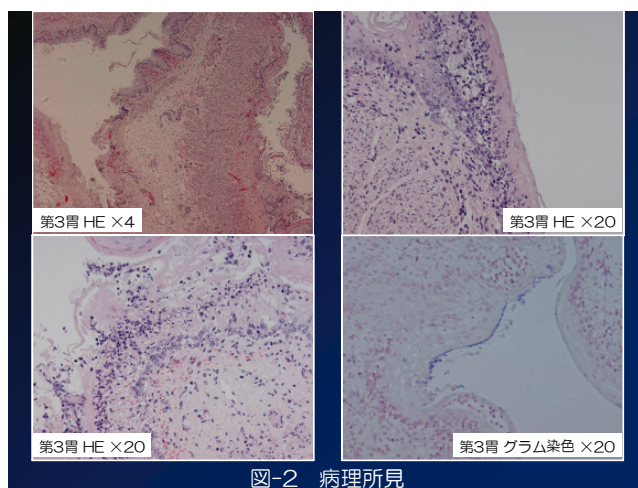 第3胃 HE ×4
第3胃 HE ×20
第3胃 HE ×20
第3胃 グラム染色 ×20
図-2 病理所見